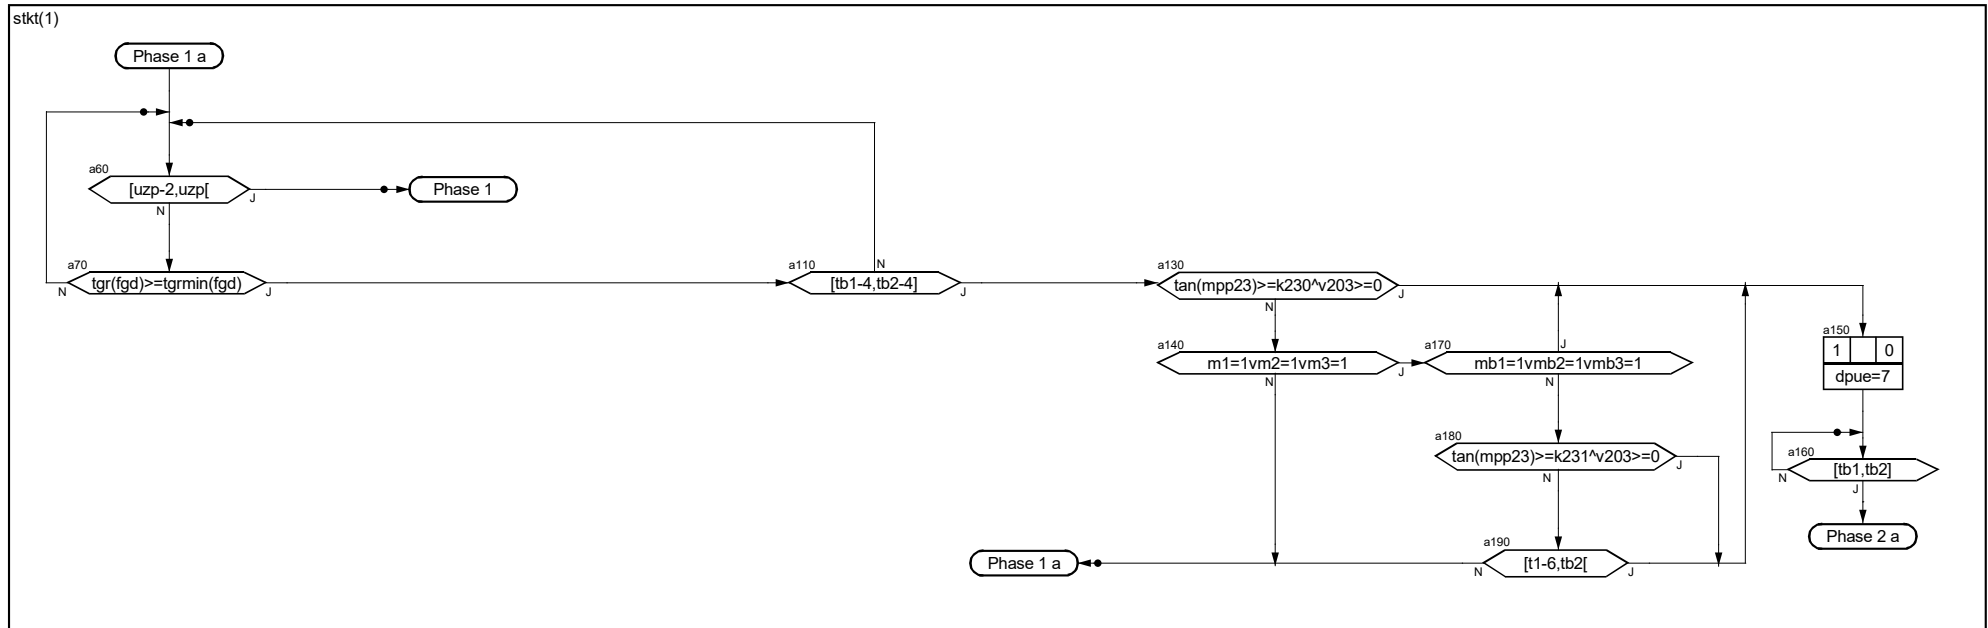 stkt(1)
Phase 1 a
a60
[uzp-2,uzp[
J
N
Phase 1
a70
tgr(fgd)>=tgrmin(fgd)
N
J
a110
N
[tb1-4,tb2-4]
J
a130
tan(mpp23)>=k230^v203>=0
J
N
a140
m1=1vm2=1vm3=1
J
N
a170
J
mb1=1vmb2=1vmb3=1
N
a150
1 0
dpue=7
a180
tan(mpp23)>=k231^v203>=0
J
N
a160
[tb1,tb2]
N
J
Phase 2 a
a190
[t1-6,tb2[
N
J
Phase 1 a